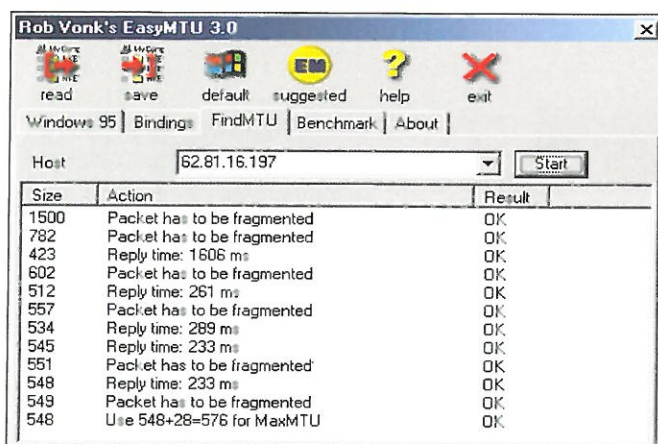 Rob Vonk's EasyMTU 3.0
read save default suggested help exit
Windows 95 Bindings FindMTU Benchmark About
Host 62.81.16.197 Start
Size Action Result
1500 Packet has to be fragmented OK
782 Packet has to be fragmented OK
423 Reply time: 1606 ms OK
602 Packet has to be fragmented OK
512 Reply time: 261 ms OK
557 Packet has to be fragmented OK
534 Reply time: 289 ms OK
545 Reply time: 233 ms OK
551 Packet has to be fragmented OK
548 Reply time: 233 ms OK
549 Packet has to be fragmented OK
548 Use 548+28=576 for MaxMTU OK